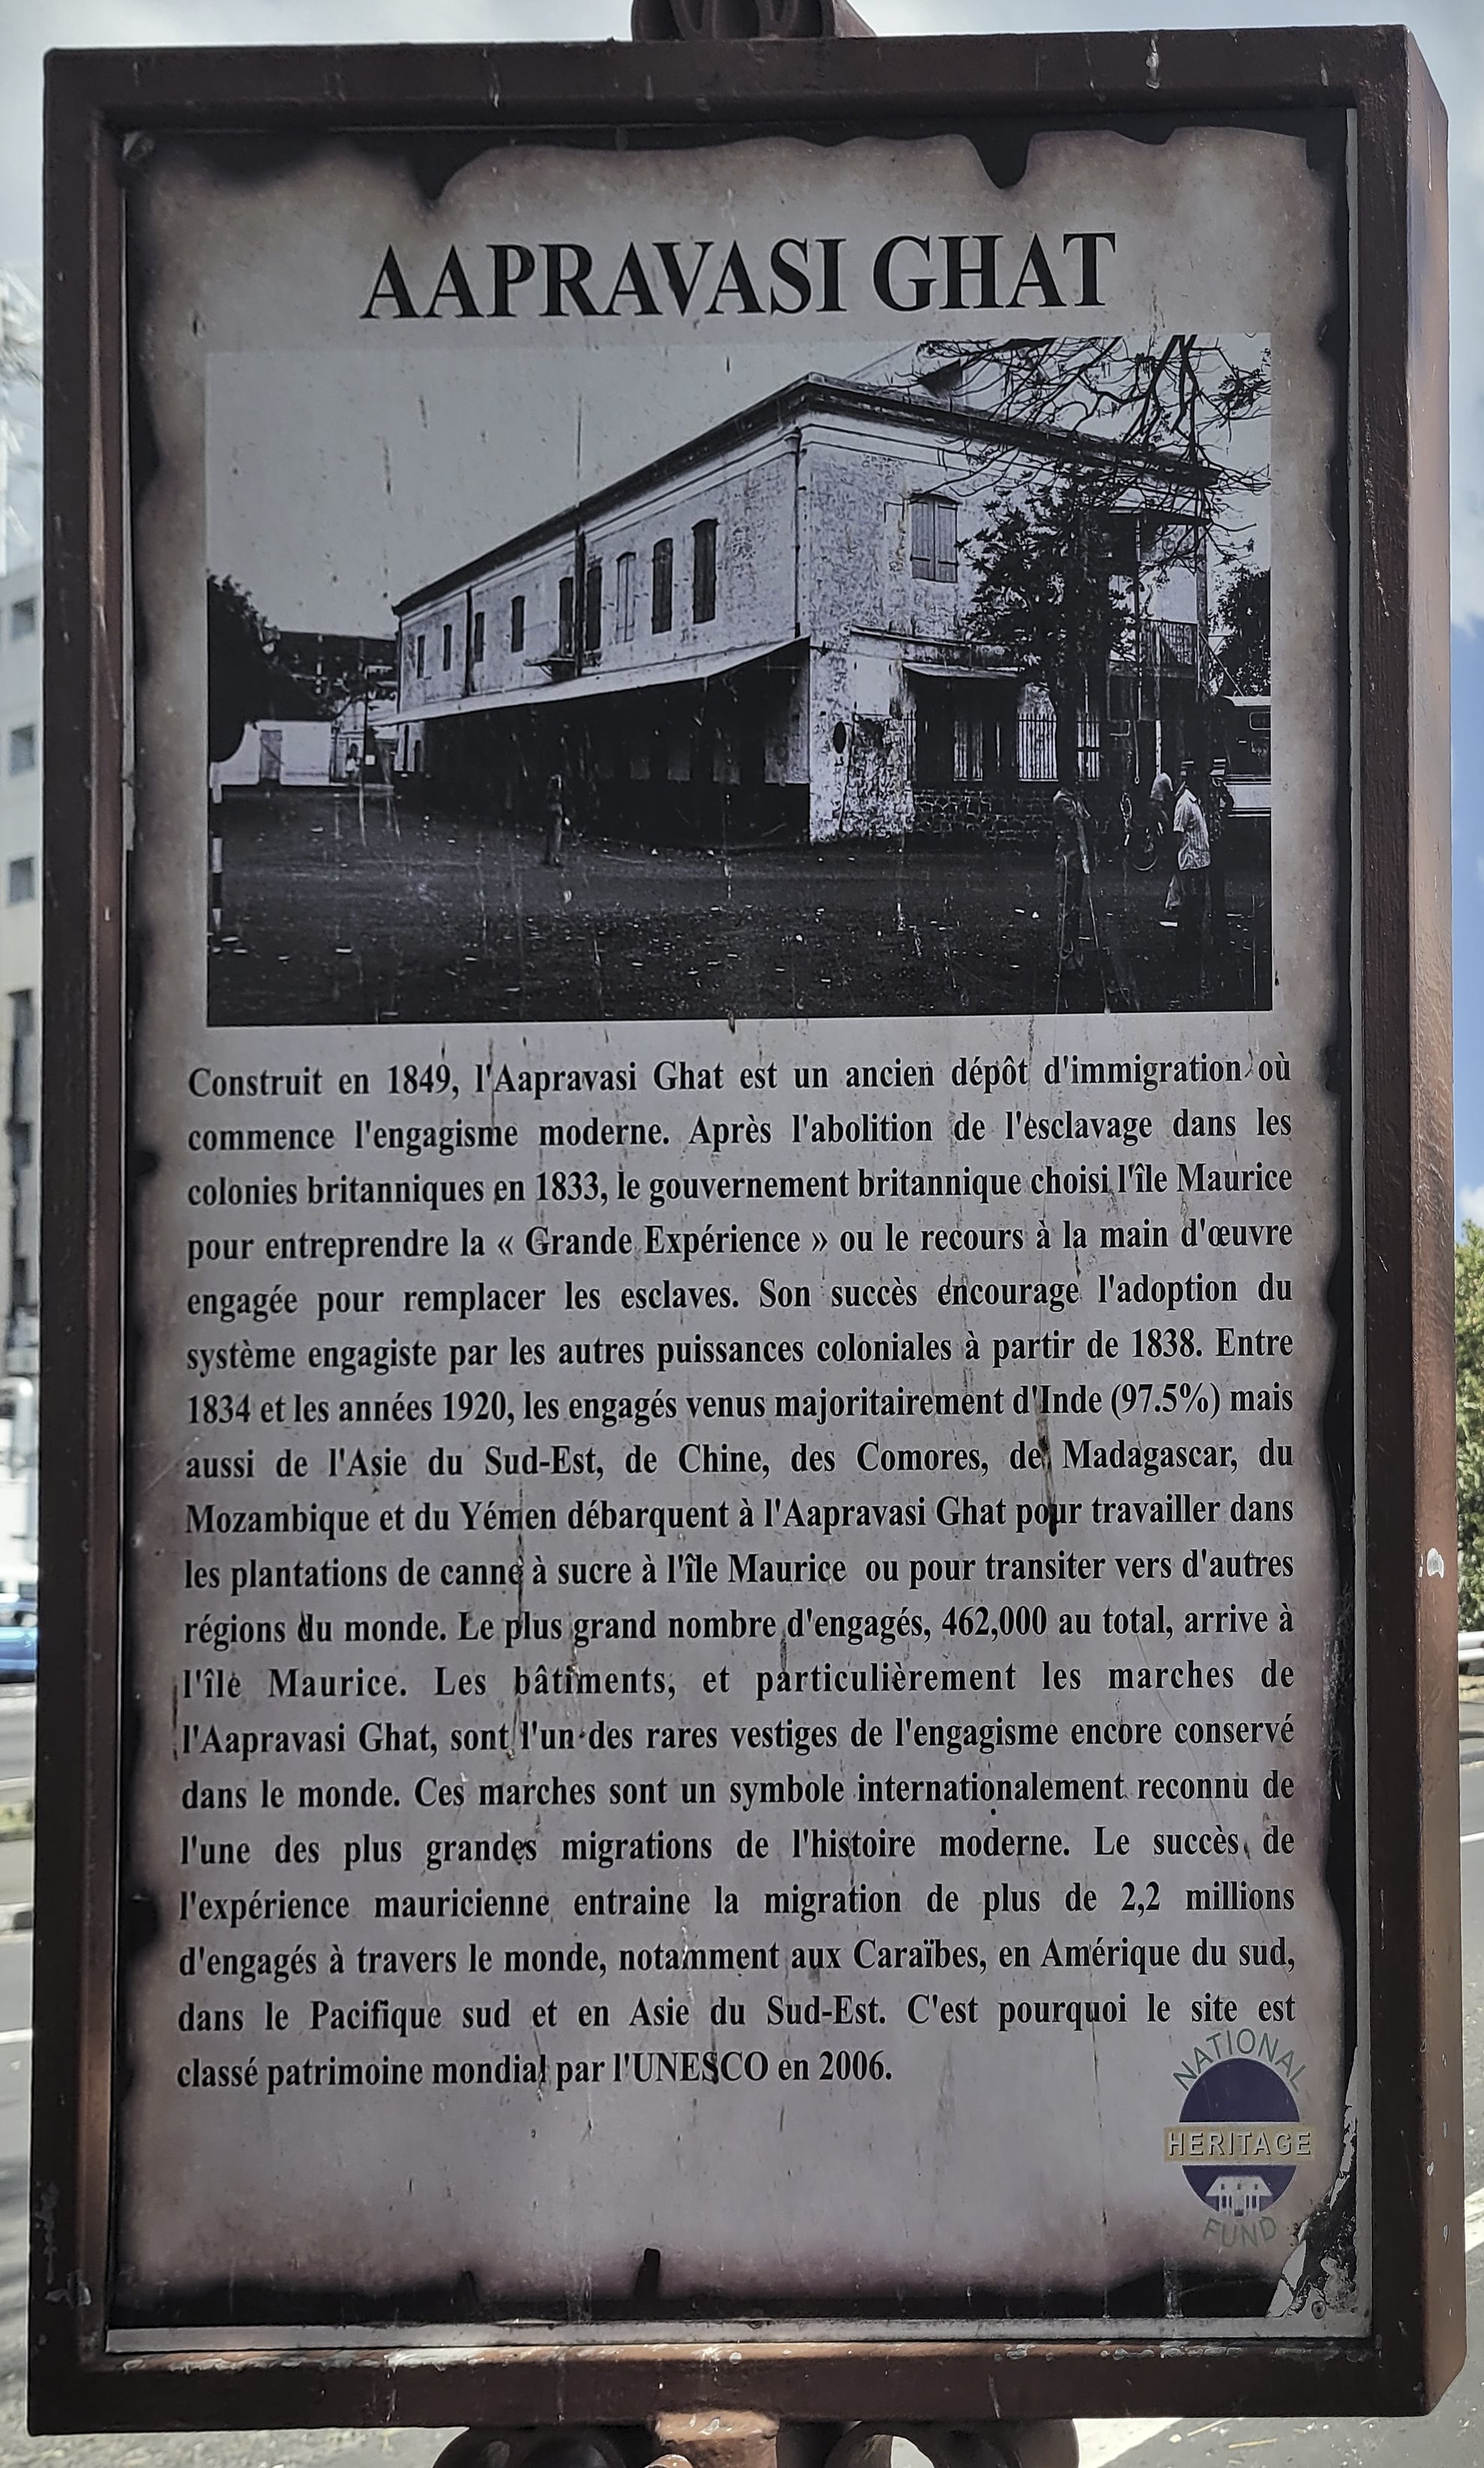 AAPRAVASI GHAT
Construit en 1849, l'Aapravasi Ghat est un ancien dépôt d'immigration où
commence l'engagisme moderne. Après l'abolition de l'esclavage dans les
colonies britanniques en 1833, le gouvernement britannique choisi l'île Maurice
pour entreprendre la « Grande Expérience » ou le recours à la main d'œuvre
engagée pour remplacer les esclaves. Son succès encourage l'adoption du
système engagiste par les autres puissances coloniales à partir de 1838. Entre
1834 et les années 1920, les engagés venus majoritairement d'Inde (97.5%) mais
aussi de l'Asie du Sud-Est, de Chine, des Comores, de Madagascar, du
Mozambique et du Yémen débarquent à l'Aapravasi Ghat pour travailler dans
les plantations de canne à sucre à l'île Maurice ou pour transiter vers d'autres
régions du monde. Le plus grand nombre d'engagés, 462,000 au total, arrive à
l'île Maurice. Les bâtiments, et particulièrement les marches de
l'Aapravasi Ghat, sont l'un des rares vestiges de l'engagisme encore conservé
dans le monde. Ces marches sont un symbole internationalement reconnu de
l'une des plus grandes migrations de l'histoire moderne. Le succès de
l'expérience mauricienne entraine la migration de plus de 2,2 millions
d'engagés à travers le monde, notamment aux Caraïbes, en Amérique du sud,
dans le Pacifique sud et en Asie du Sud-Est. C'est pourquoi le site est
classé patrimoine mondial par l'UNESCO en 2006.
NATIONAL
HERITAGE
FUND